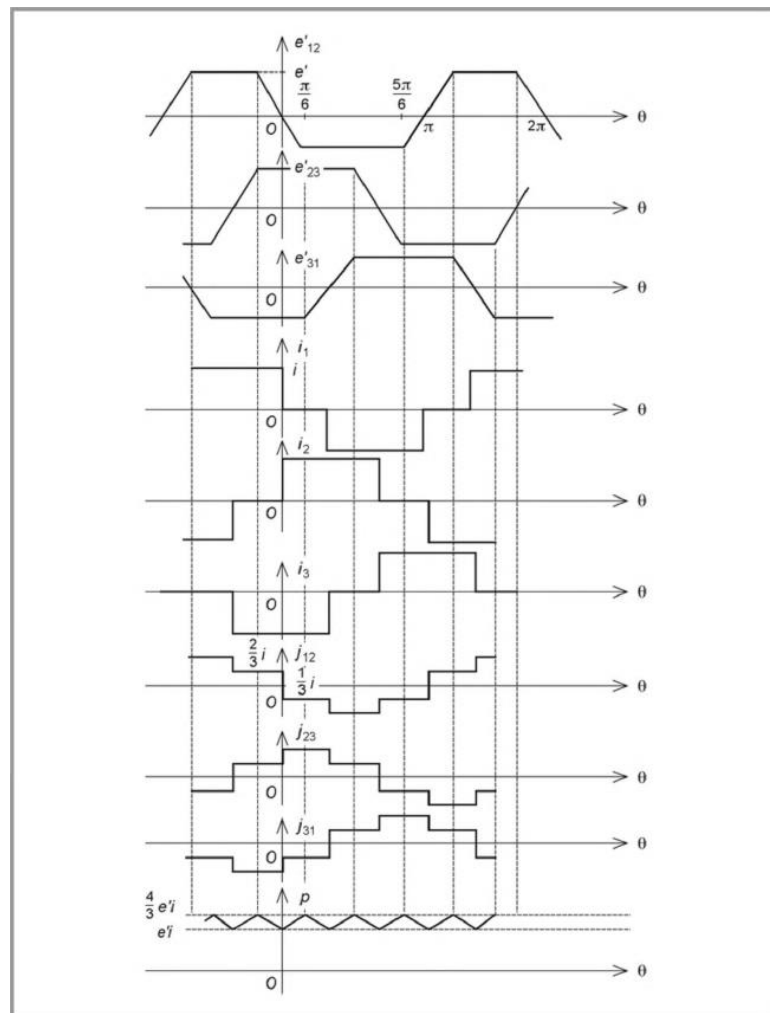 e'₁₂
e'
π/6
5π/6
O
π
2π
θ
e'₂₃
O
θ
e'₃₁
O
θ
i₁
i
O
θ
i₂
O
θ
i₃
O
θ
2/3 i
j₁₂
1/3 i
O
θ
j₂₃
O
θ
j₃₁
O
θ
4/3 e'i
p
e'i
O
θ